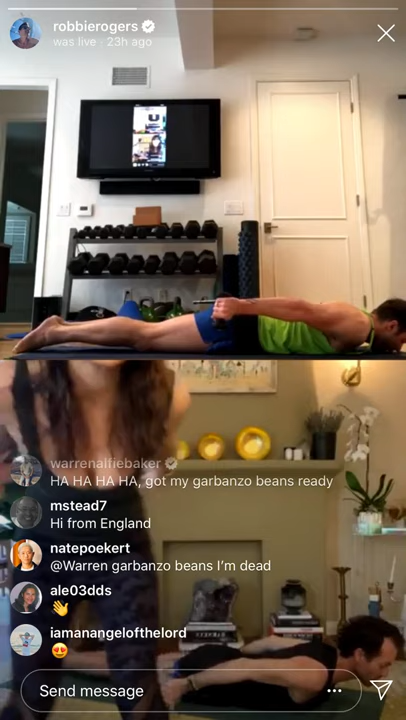 robbierogers
was live · 23h ago
warrenalfiebaker
HA HA HA HA, got my garbanzo beans ready
mstead7
Hi from England
natepoekert
@Warren garbanzo beans I'm dead
ale03dds
👋
iamanangelofthelord
😍
Send message